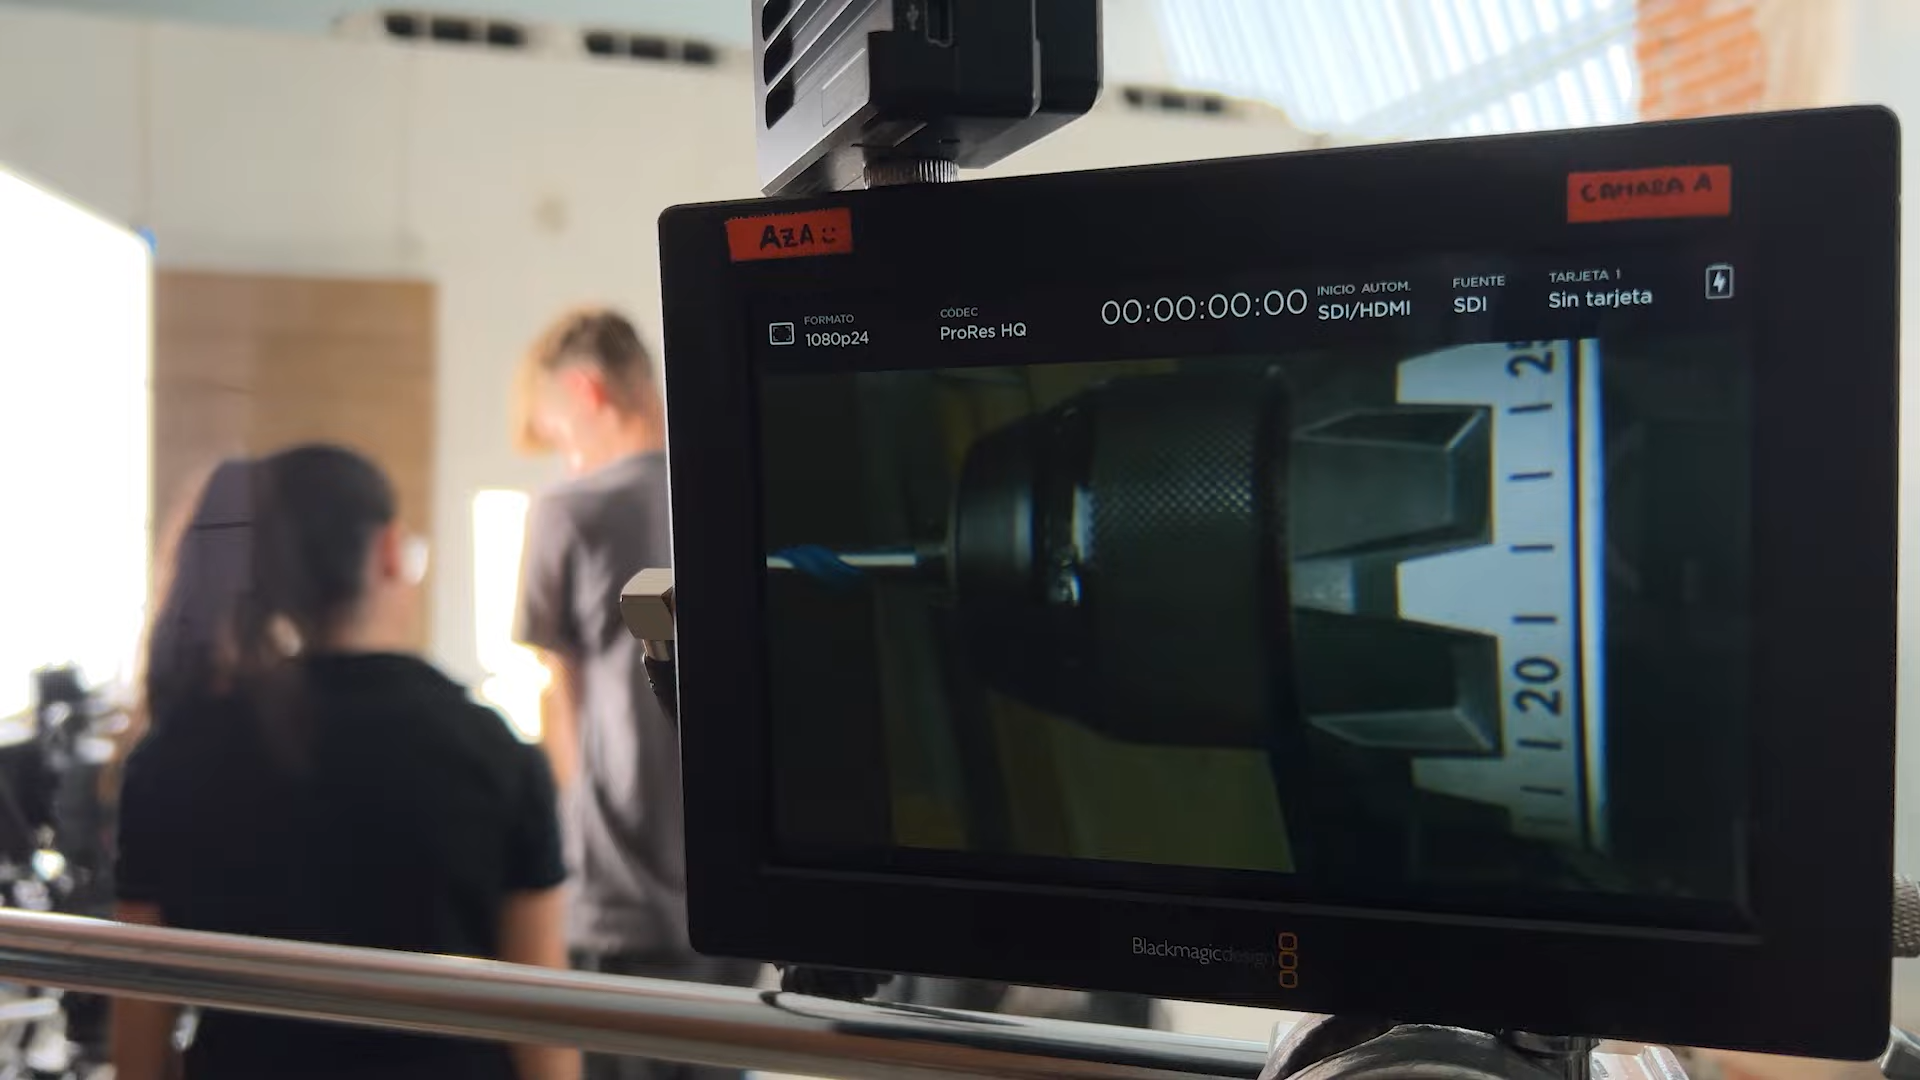 AZA :)
CAMARA A
FORMATO
1080p24
CÓDEC
ProRes HQ
00:00:00:00
INICIO AUTOM.
SDI/HDMI
FUENTE
SDI
TARJETA 1
Sin tarjeta
25
20
Blackmagicdesign